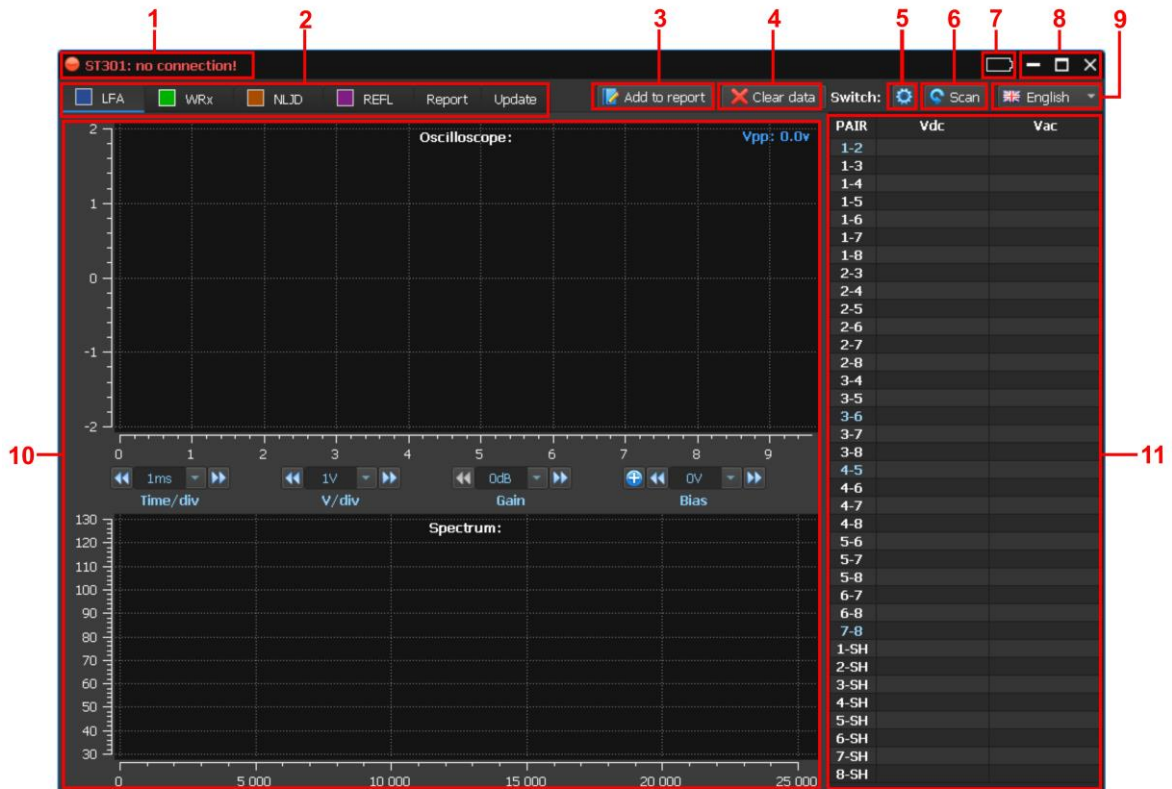 1 2 3 4 5 6 7 8 9
ST301: no connection!
LFA WRx NLJD REFL Report Update Add to report Clear data Switch: Scan English
Oscilloscope: Vpp: 0.0v
2
1
0
-1
-2
0 1 2 3 4 5 6 7 8 9
1ms 1V 0dB 0V
Time/div V/div Gain Bias
Spectrum:
130
120
110
100
90
80
70
60
50
40
30
0 5 000 10 000 15 000 20 000 25 000
10
PAIR Vdc Vac
1-2
1-3
1-4
1-5
1-6
1-7
1-8
2-3
2-4
2-5
2-6
2-7
2-8
3-4
3-5
3-6
3-7
3-8
4-5
4-6
4-7
4-8
5-6
5-7
5-8
6-7
6-8
7-8
1-SH
2-SH
3-SH
4-SH
5-SH
6-SH
7-SH
8-SH
11